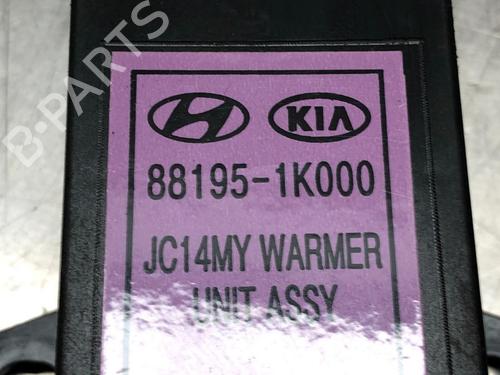 B-PARTS
KIA
88195-1K000
JC14MY WARMER
UNIT ASSY